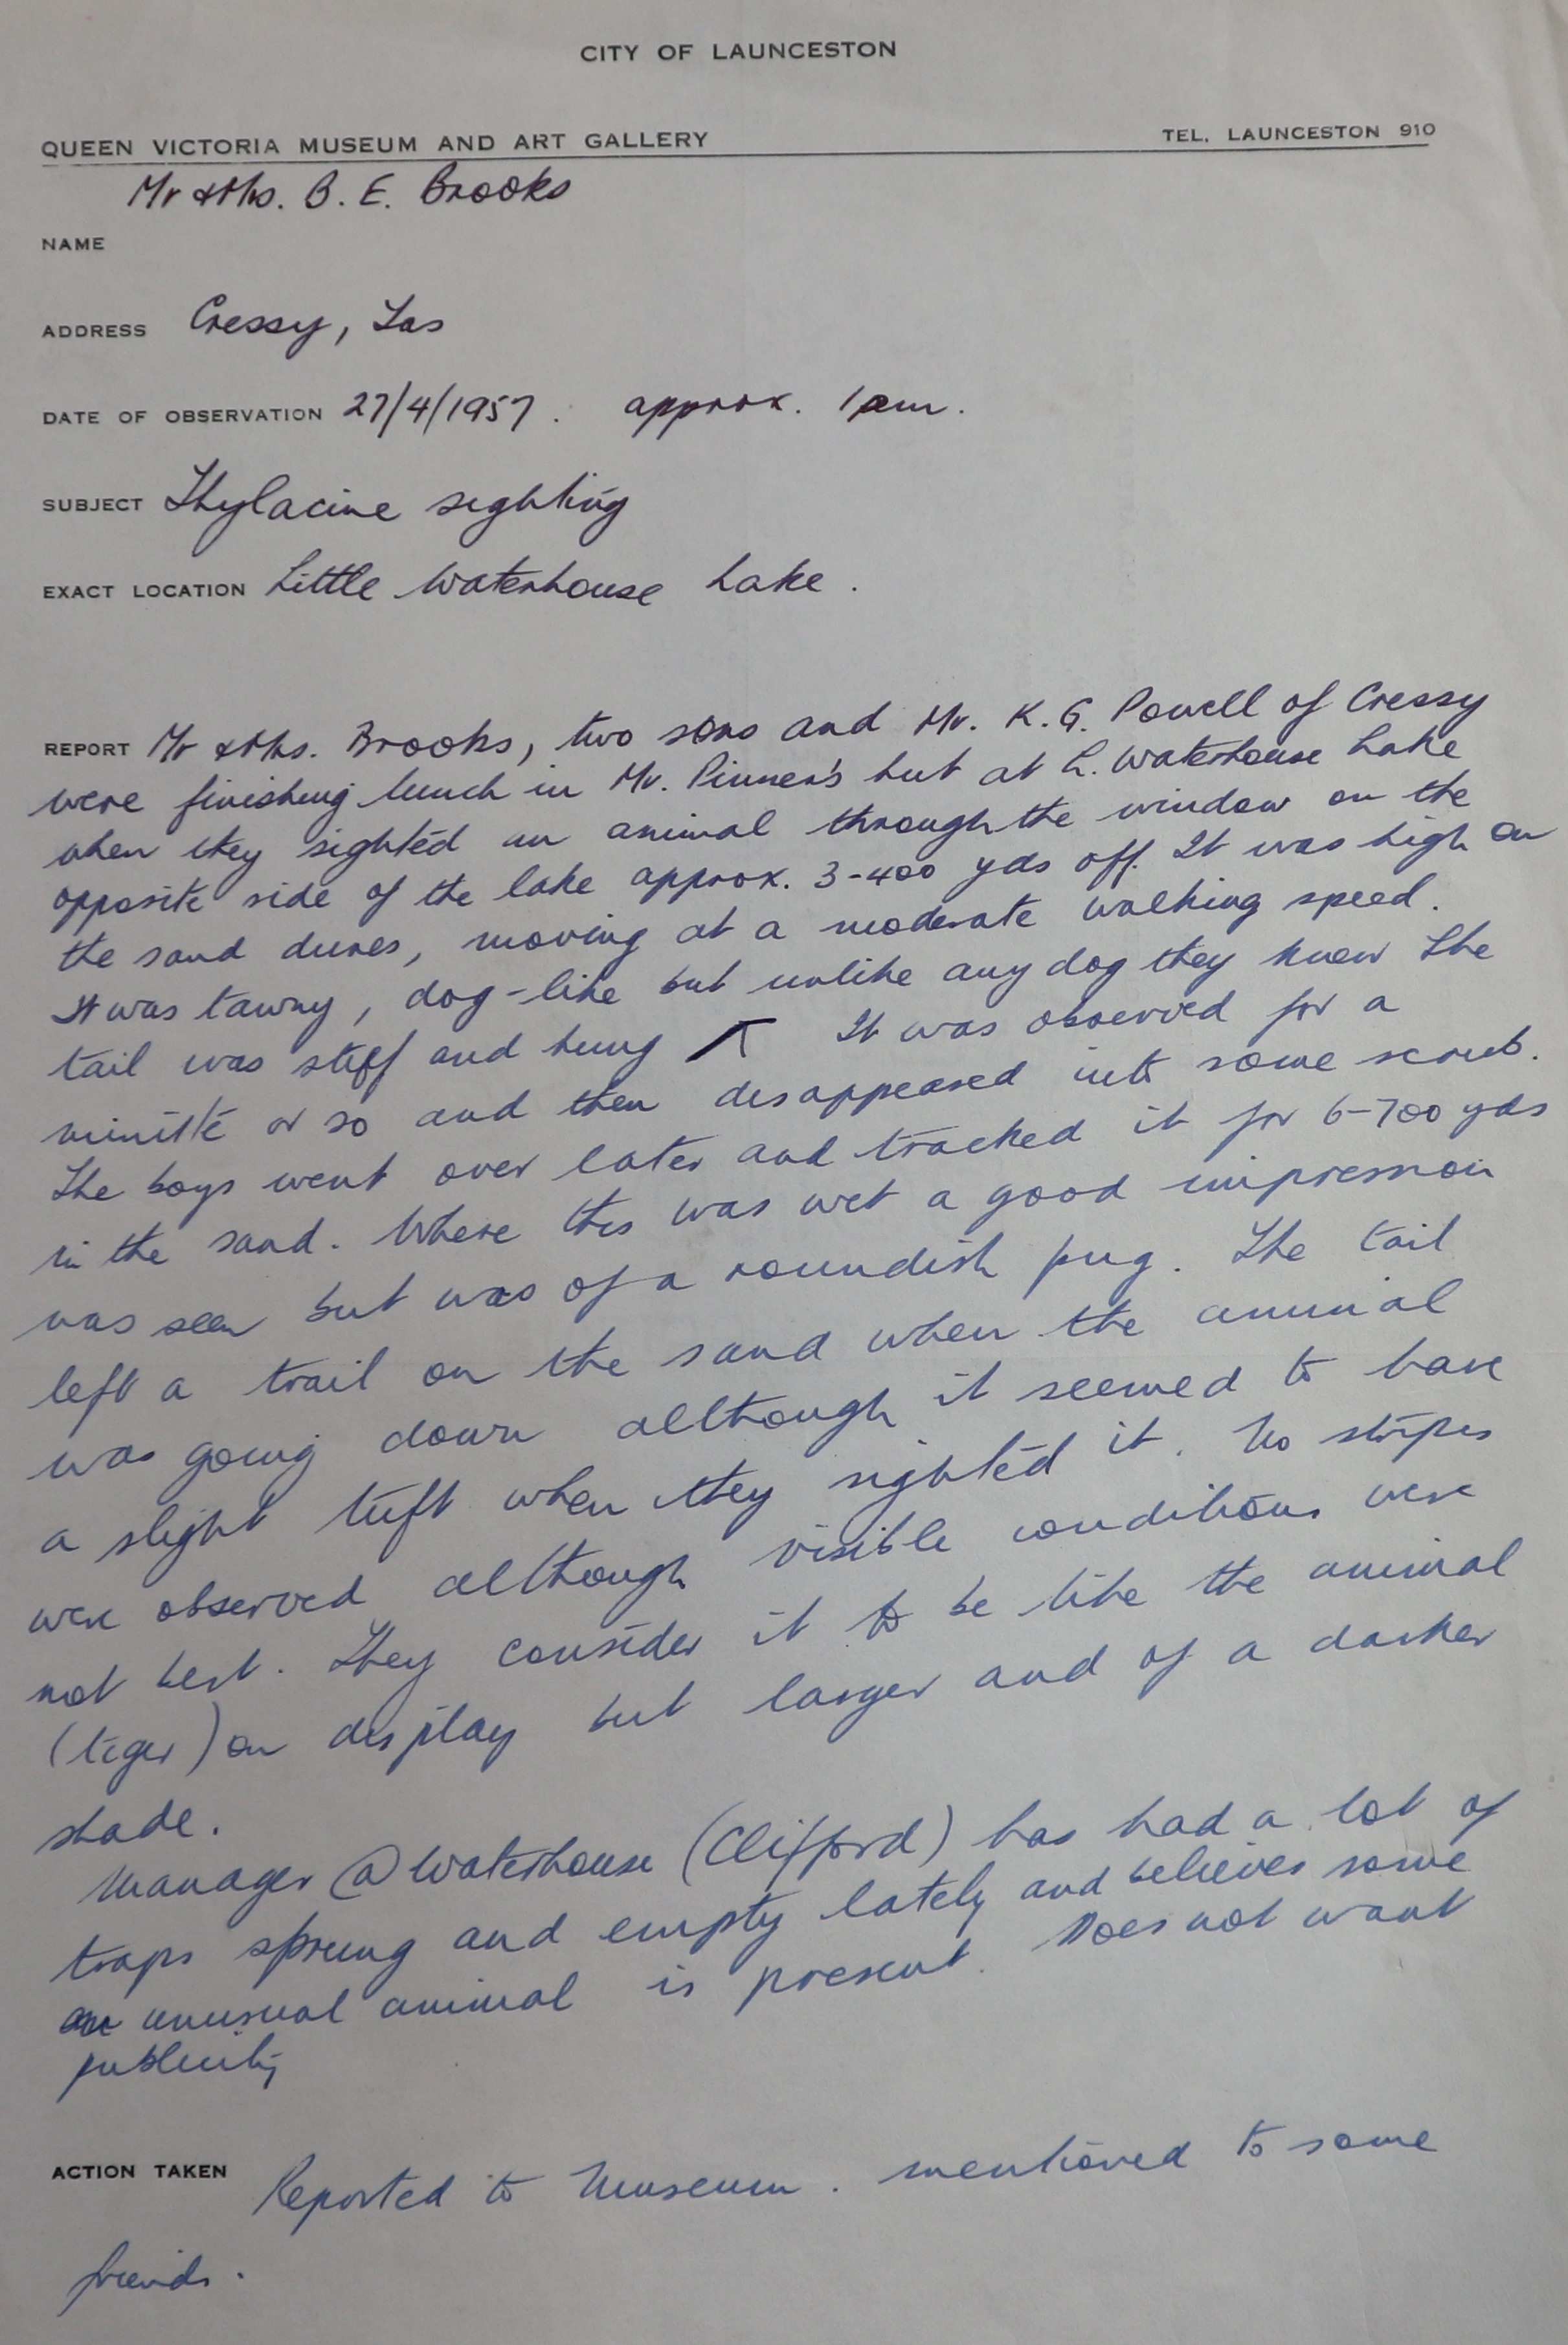 CITY OF LAUNCESTON
QUEEN VICTORIA MUSEUM AND ART GALLERY TEL. LAUNCESTON 910
Mr & Mrs. B. E. Brooks
NAME
ADDRESS Cressy, Tas
DATE OF OBSERVATION 27/4/1957. approx. 1pm.
SUBJECT Thylacine sighting
EXACT LOCATION Little Waterhouse Lake.
REPORT Mr & Mrs. Brooks, two sons and Mr. K. G. Powell of Cressy
were finishing lunch in Mr. Pinner's hut at L. Waterhouse Lake
when they sighted an animal through the window on the
opposite side of the lake approx. 3-400 yds off. It was high on
the sand dunes, moving at a moderate walking speed.
It was tawny, dog-like but unlike any dog they knew The
tail was stiff and hung It was observed for a
minute or so and then disappeared into some scrub.
The boys went over later and tracked it for 6-700 yds
in the sand. Where this was wet a good impression
was seen but was of a roundish pug. The tail
left a trail on the sand when the animal
was going down although it seemed to have
a slight tuft when they sighted it. No stripes
were observed although visible conditions were
not best. They consider it to be like the animal
(tiger) on display but larger and of a darker
shade.
Manager @ Waterhouse (Clifford) has had a lot of
traps sprung and empty lately and believes some
unusual animal is present. Does not want
publicity
ACTION TAKEN Reported to Museum. mentioned to some
friends.